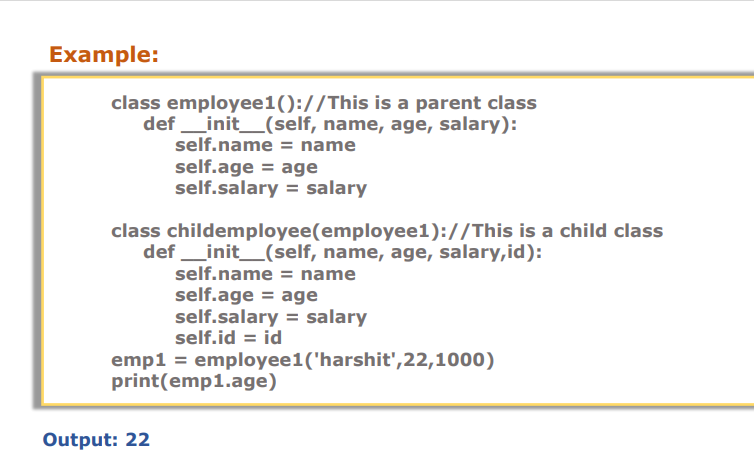 Example:
class employee1()://This is a parent class
def __init__(self, name, age, salary):
self.name = name
self.age = age
self.salary = salary
class childemployee(employee1)://This is a child class
def __init__(self, name, age, salary,id):
self.name = name
self.age = age
self.salary = salary
self.id = id
emp1 = employee1('harshit',22,1000)
print(emp1.age)
Output: 22